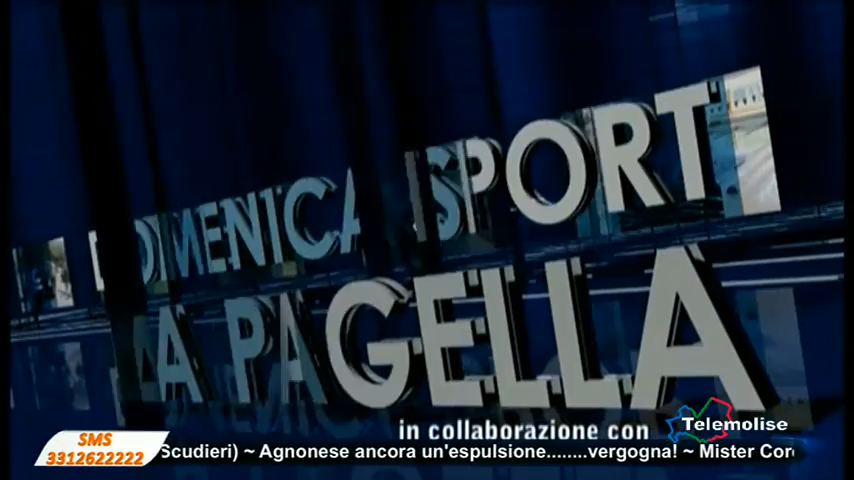 DOMENICA SPORT
LA PAGELLA
in collaborazione con
Telemolise
SMS
3312622222
Scudieri) ~ Agnonese ancora un'espulsione........vergogna! ~ Mister